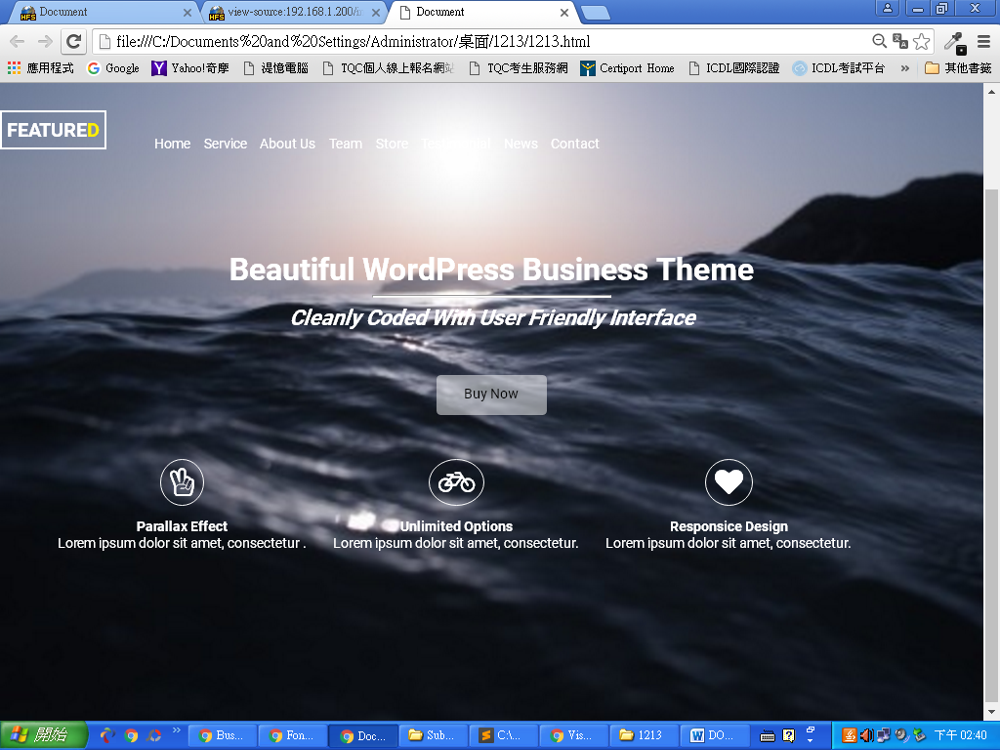 Document
view-source:192.168.1.200/i
Document
file:///C:/Documents%20and%20Settings/Administrator/桌面/1213/1213.html
應用程式 Google Yahoo!奇摩 湜憶電腦 TQC個人線上報名網站 TQC考生服務網 Certiport Home ICDL國際認證 ICDL考試平台 » 其他書籤
FEATURED
Home Service About Us Team Store Testimonial News Contact
Beautiful WordPress Business Theme
Cleanly Coded With User Friendly Interface
Buy Now
Parallax Effect Unlimited Options Responsice Design
Lorem ipsum dolor sit amet, consectetur . Lorem ipsum dolor sit amet, consectetur. Lorem ipsum dolor sit amet, consectetur.
開始 » Bus... Fon... Doc... Sub... C:\... Vis... 1213 DO... 下午 02:40